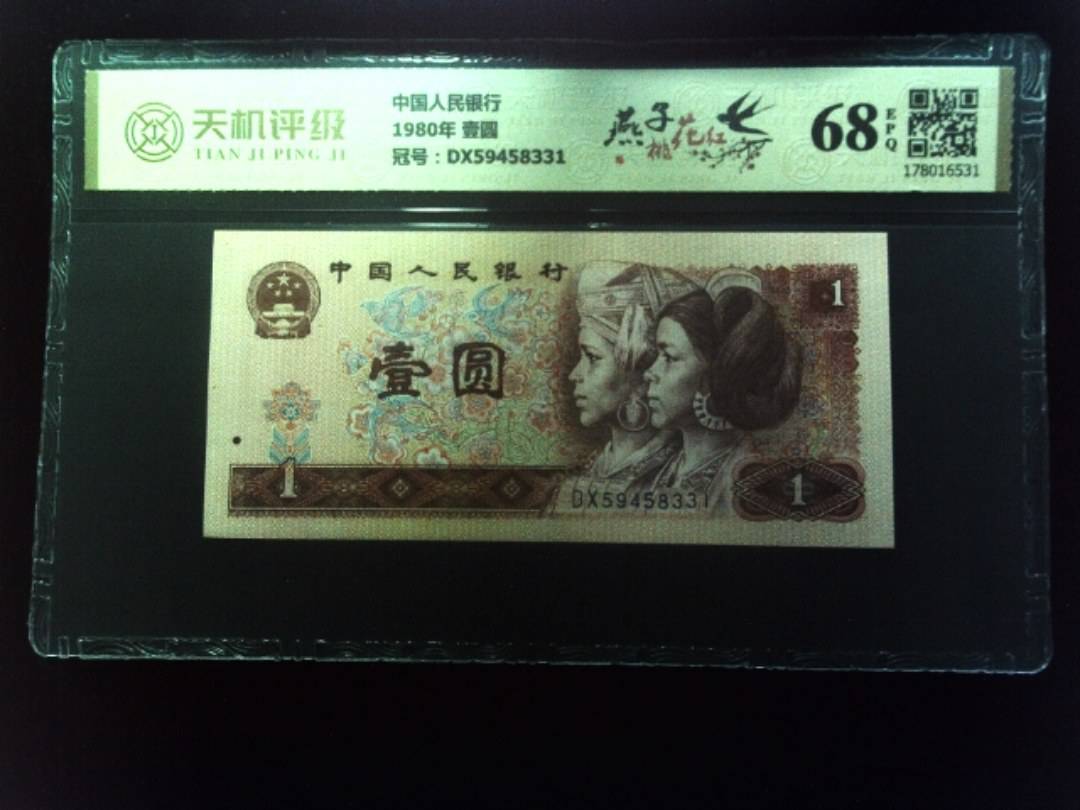 天机评级
TIAN JI PING JI
中国人民银行
1980年 壹圆
冠号：DX59458331
燕子
桃花红
68
EPQ
178016531
中国人民银行
壹圆
1
1
DX59458331
1